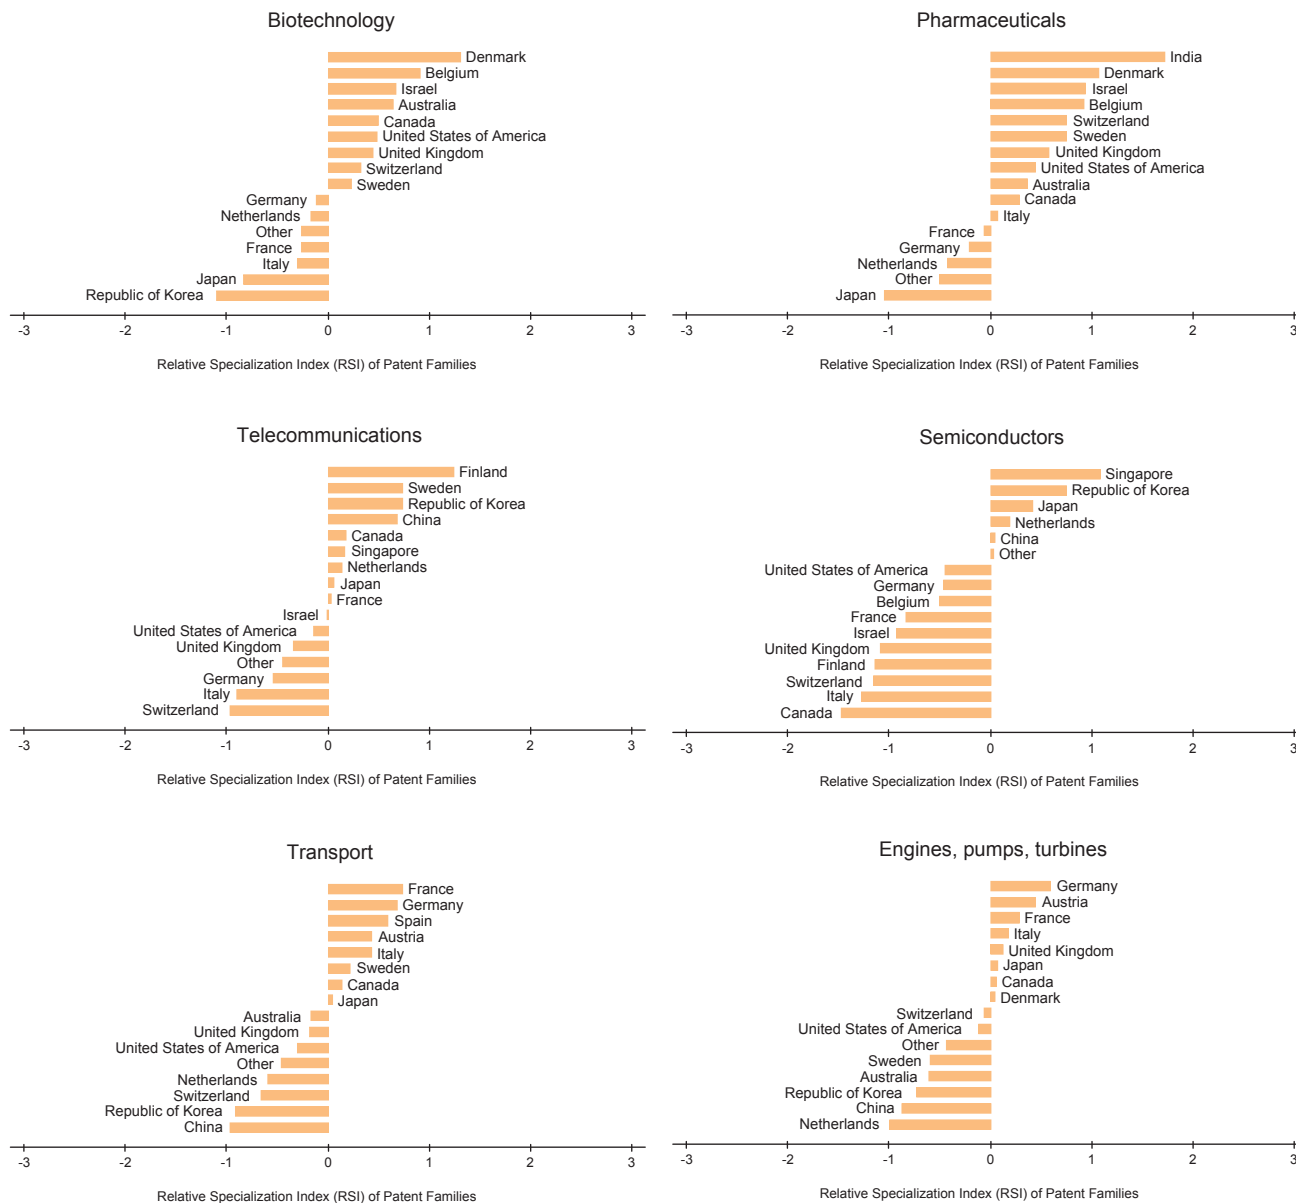 Biotechnology
Denmark
Belgium
Israel
Australia
Canada
United States of America
United Kingdom
Switzerland
Sweden
Germany
Netherlands
Other
France
Italy
Japan
Republic of Korea
-3 -2 -1 0 1 2 3
Relative Specialization Index (RSI) of Patent Families
Pharmaceuticals
India
Denmark
Israel
Belgium
Switzerland
Sweden
United Kingdom
United States of America
Australia
Canada
Italy
France
Germany
Netherlands
Other
Japan
-3 -2 -1 0 1 2 3
Relative Specialization Index (RSI) of Patent Families
Telecommunications
Finland
Sweden
Republic of Korea
China
Canada
Singapore
Netherlands
Japan
France
Israel
United States of America
United Kingdom
Other
Germany
Italy
Switzerland
-3 -2 -1 0 1 2 3
Relative Specialization Index (RSI) of Patent Families
Semiconductors
Singapore
Republic of Korea
Japan
Netherlands
China
Other
United States of America
Germany
Belgium
France
Israel
United Kingdom
Finland
Switzerland
Italy
Canada
-3 -2 -1 0 1 2 3
Relative Specialization Index (RSI) of Patent Families
Transport
France
Germany
Spain
Austria
Italy
Sweden
Canada
Japan
Australia
United Kingdom
United States of America
Other
Netherlands
Switzerland
Republic of Korea
China
-3 -2 -1 0 1 2 3
Relative Specialization Index (RSI) of Patent Families
Engines, pumps, turbines
Germany
Austria
France
Italy
United Kingdom
Japan
Canada
Denmark
Switzerland
United States of America
Other
Sweden
Australia
Republic of Korea
China
Netherlands
-3 -2 -1 0 1 2 3
Relative Specialization Index (RSI) of Patent Families